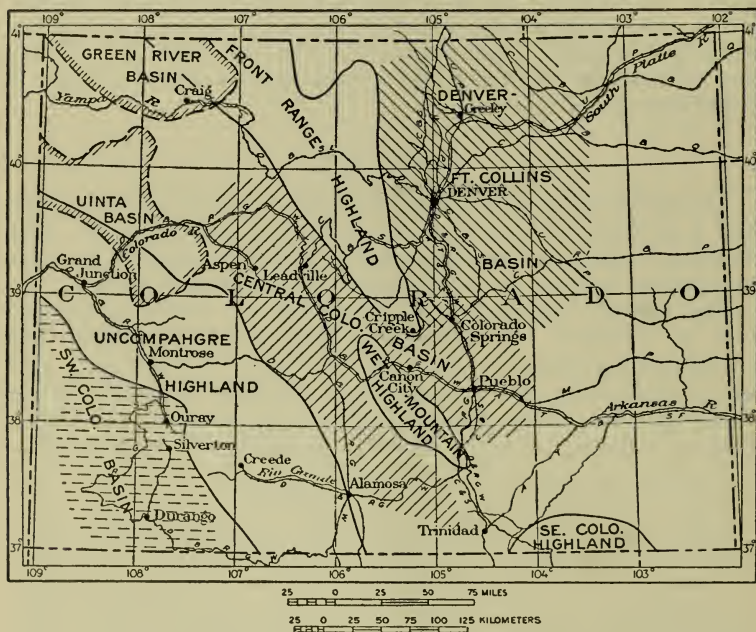 109° 108° 107° 106° 105° 104° 103° 102°
41° 41°
GREEN RIVER
BASIN
Yampa R.
Craig
FRONT
RANGE
HIGHLAND
DENVER-
Greeley
South Platte R
40° 40°
FT. COLLINS
DENVER
BASIN
UINTA
BASIN
Colorado
Grand
Junction
Aspen
Leadville
CENTRAL
COLO.
BASIN
39° 39°
COLORADO
Cripple
Creek
Colorado
Springs
UNCOMPAHGRE
HIGHLAND
Montrose
SW. COLO
BASIN
WET
MOUNTAIN
HIGHLAND
Canon
City
Pueblo
Arkansas R
38° 38°
Ouray
Silverton
Creede
Rio Grande
Alamosa
Durango
Trinidad
SE. COLO.
HIGHLAND
37° 37°
109° 108° 107° 106° 105° 104° 103°
25 0 25 50 75 MILES
25 0 25 50 75 100 125 KILOMETERS